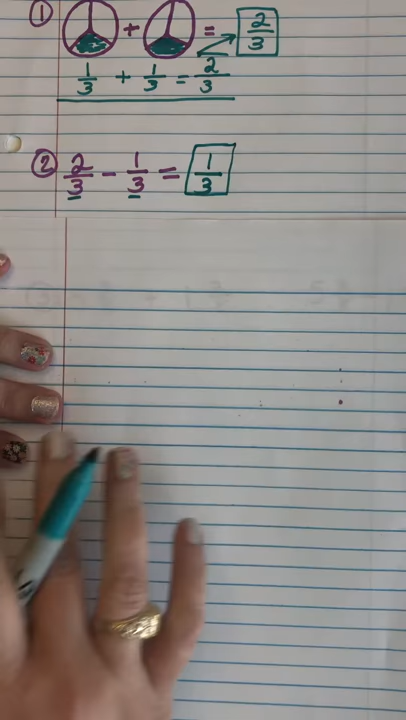 ① + = 2/3
1/3 + 1/3 = 2/3
② 2/3 - 1/3 = 1/3